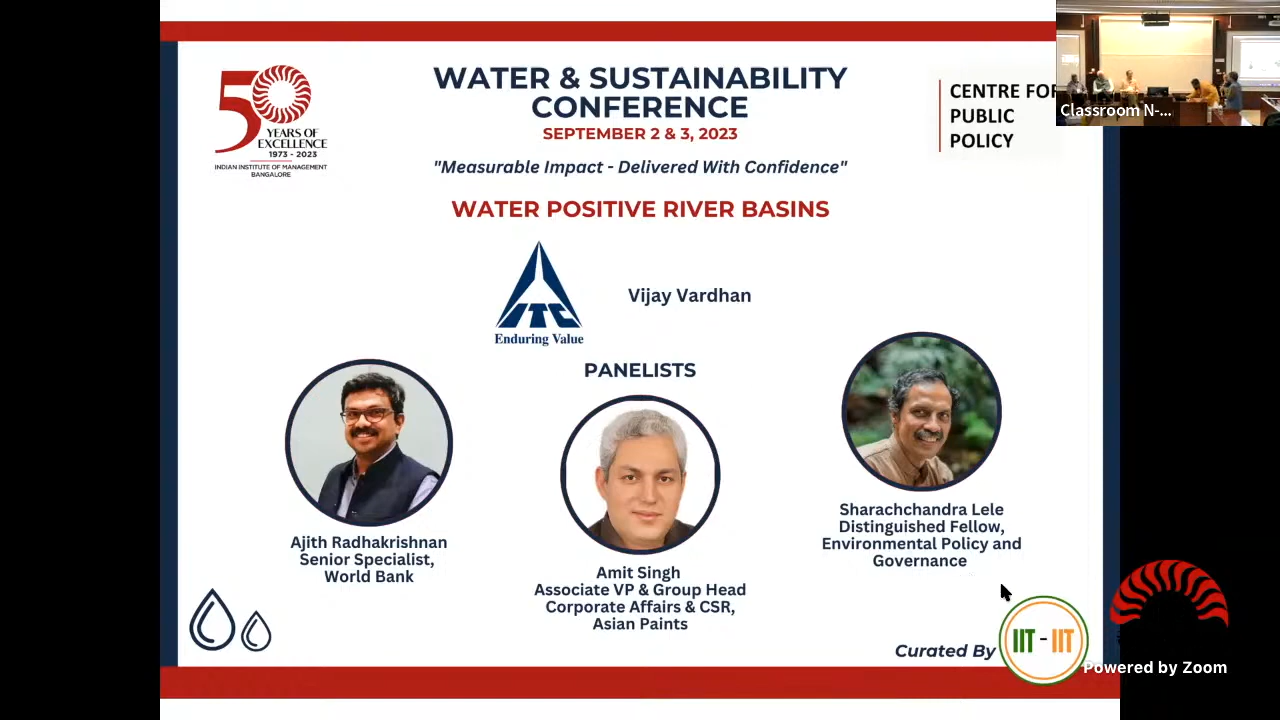 50
YEARS OF
EXCELLENCE
1973 - 2023
INDIAN INSTITUTE OF MANAGEMENT
BANGALORE
WATER & SUSTAINABILITY
CONFERENCE
SEPTEMBER 2 & 3, 2023
"Measurable Impact - Delivered With Confidence"
CENTRE FOR
PUBLIC
POLICY
Classroom N-...
WATER POSITIVE RIVER BASINS
ITC
Enduring Value
Vijay Vardhan
PANELISTS
Ajith Radhakrishnan
Senior Specialist,
World Bank
Amit Singh
Associate VP & Group Head
Corporate Affairs & CSR,
Asian Paints
Sharachchandra Lele
Distinguished Fellow,
Environmental Policy and
Governance
Curated By
IIT - IIT
Powered by Zoom